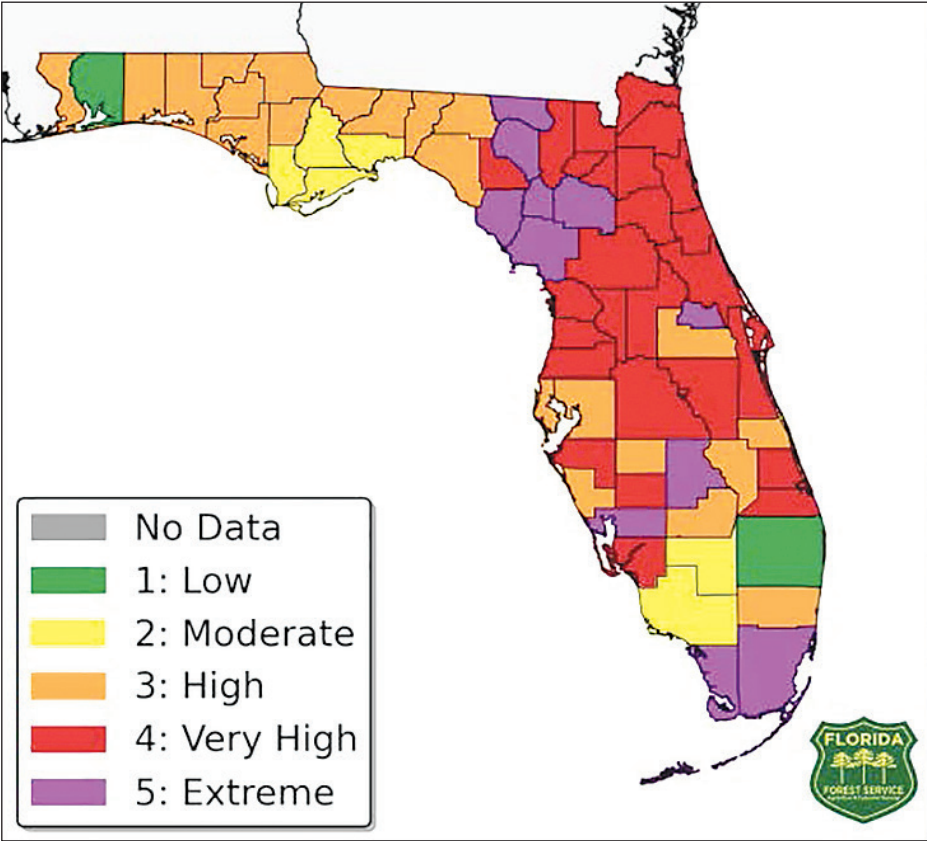 No Data
1: Low
2: Moderate
3: High
4: Very High
5: Extreme
FLORIDA
FOREST SERVICE